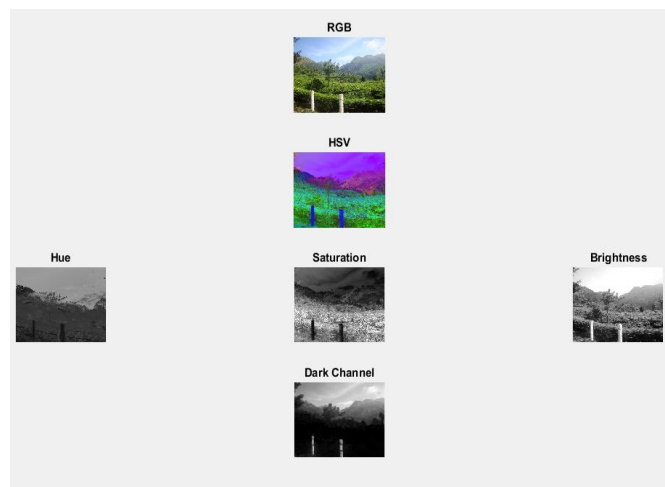 RGB
HSV
Hue
Saturation
Brightness
Dark Channel